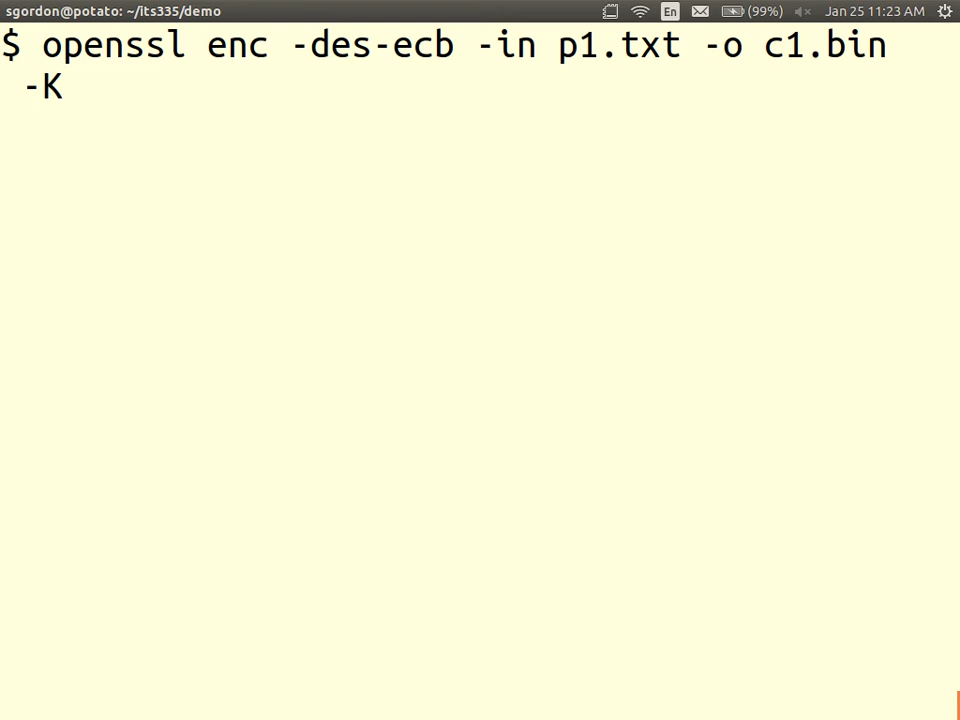 sgordon@potato: ~/its335/demo En (99%) Jan 25 11:23 AM
$ openssl enc -des-ecb -in p1.txt -o c1.bin
-K